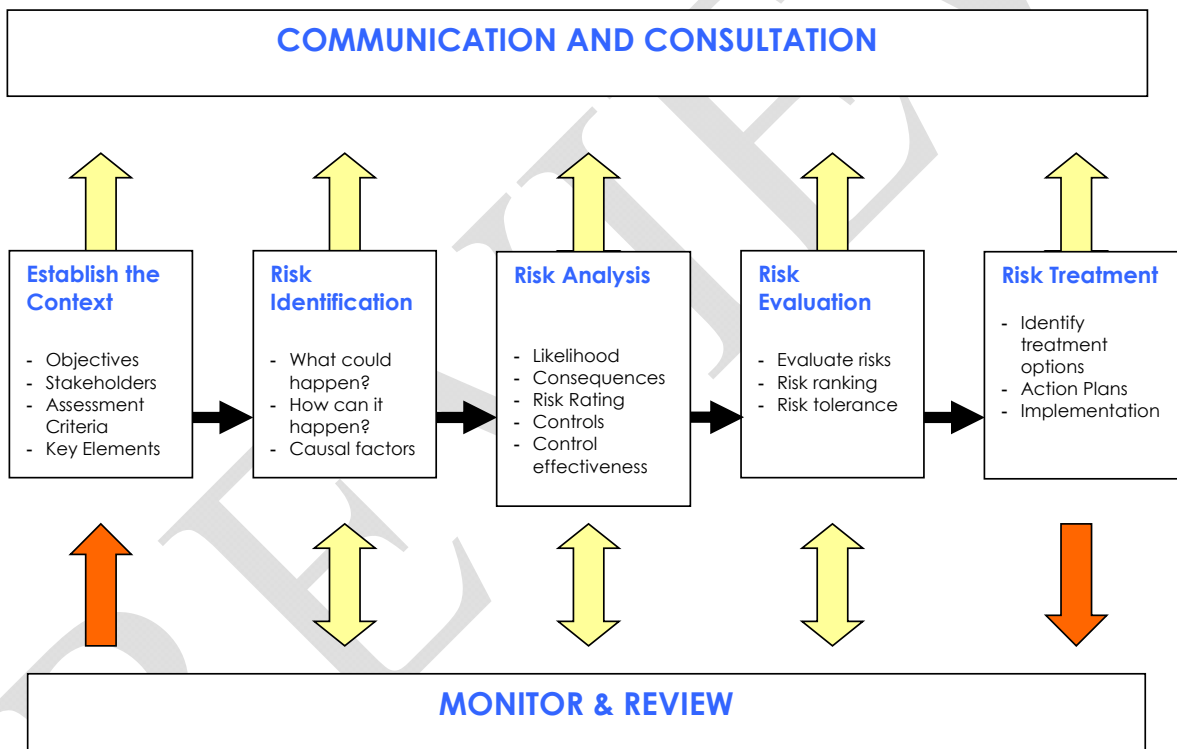 COMMUNICATION AND CONSULTATION
Establish the
Context
- Objectives
- Stakeholders
- Assessment
Criteria
- Key Elements
Risk
Identification
- What could
happen?
- How can it
happen?
- Causal factors
Risk Analysis
- Likelihood
- Consequences
- Risk Rating
- Controls
- Control
effectiveness
Risk
Evaluation
- Evaluate risks
- Risk ranking
- Risk tolerance
Risk Treatment
- Identify
treatment
options
- Action Plans
- Implementation
MONITOR & REVIEW